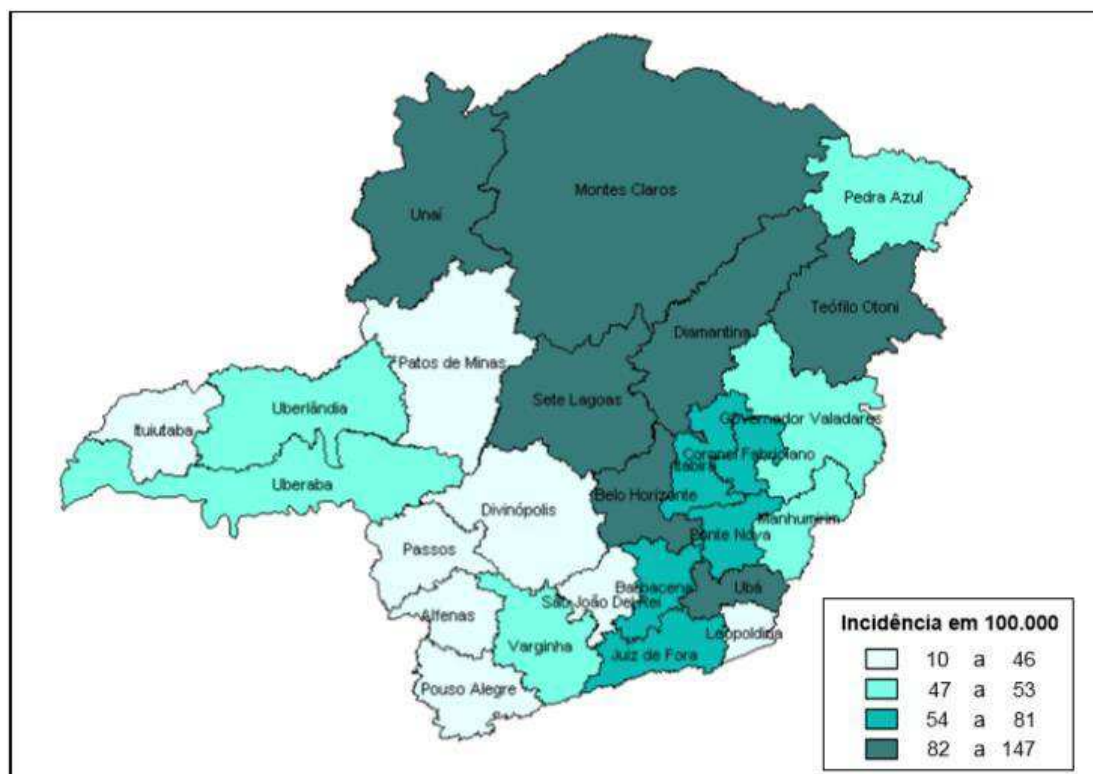 Montes Claros
Pedra Azul
Unaí
Teófilo Otoni
Diamantina
Patos de Minas
Sete Lagoas
Uberlândia
Governador Valadares
Ituiutaba
Coronel Fabriciano
Itabira
Uberaba
Belo Horizonte
Divinópolis
Manhumirim
Ponte Nova
Passos
Barbacena
Ubá
São João Del Rei
Alfenas
Leopoldina
Varginha
Juiz de Fora
Pouso Alegre
Incidência em 100.000
10 a 46
47 a 53
54 a 81
82 a 147